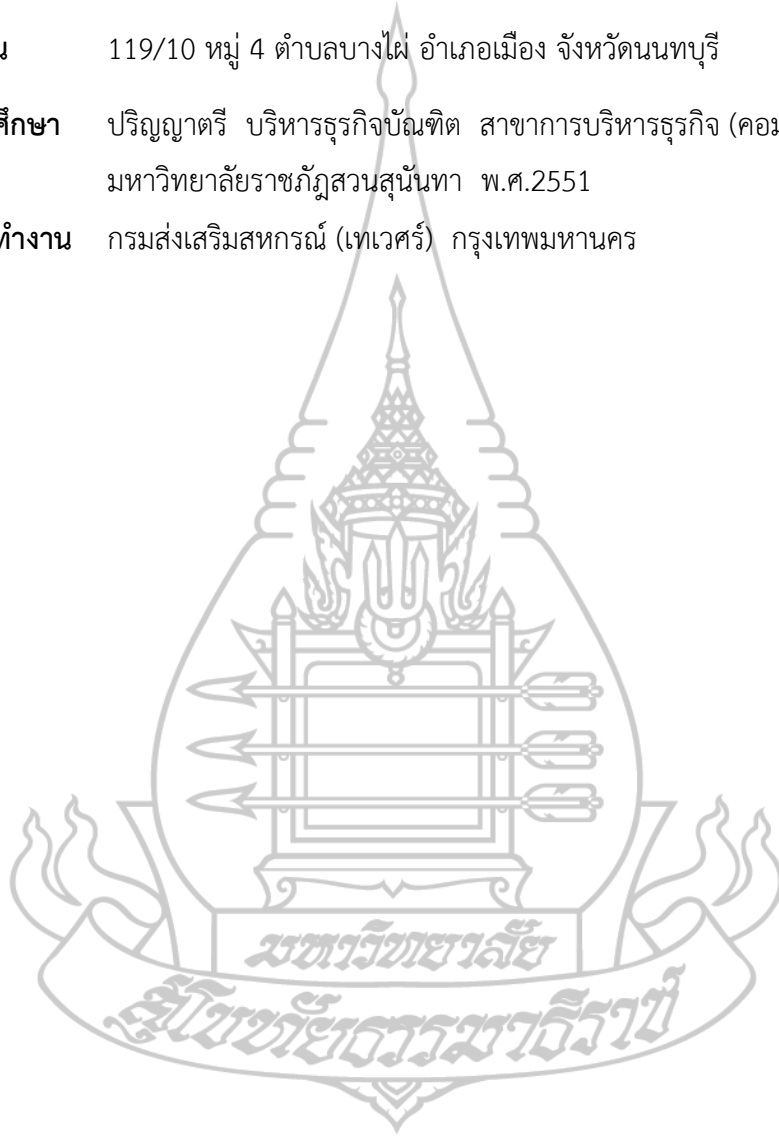 น 119/10 หมู่ 4 ตำบลบางไผ่ อำเภอเมือง จังหวัดนนทบุรี
ศึกษา ปริญญาตรี บริหารธุรกิจบัณฑิต สาขาการบริหารธุรกิจ (คอม
มหาวิทยาลัยราชภัฏสวนสุนันทา พ.ศ.2551
ทำงาน กรมส่งเสริมสหกรณ์ (เทเวศร์) กรุงเทพมหานคร
มหาวิทยาลัย
สุโขทัยธรรมาธิราช